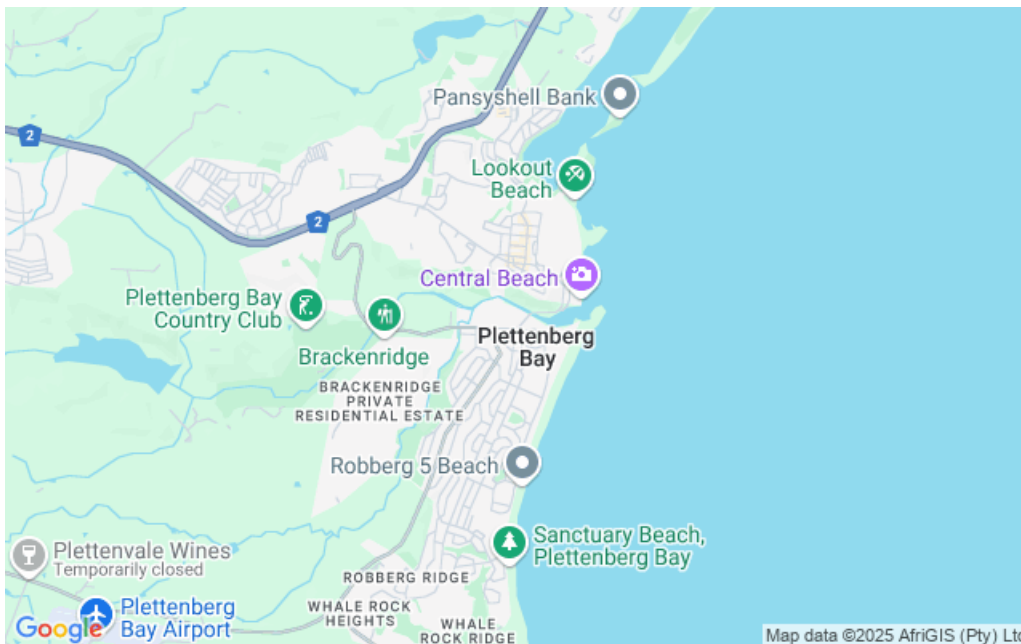 Pansyshell Bank
2
Lookout
Beach
2
Central Beach
Plettenberg Bay
Country Club
Brackenridge
Plettenberg
Bay
BRACKENRIDGE
PRIVATE
RESIDENTIAL ESTATE
Robberg 5 Beach
Sanctuary Beach,
Plettenberg Bay
Plettenvale Wines
Temporarily closed
ROBBERG RIDGE
WHALE ROCK
HEIGHTS
Plettenberg
Bay Airport
WHALE
ROCK RIDGE
Google
Map data ©2025 AfriGIS (Pty) Ltd